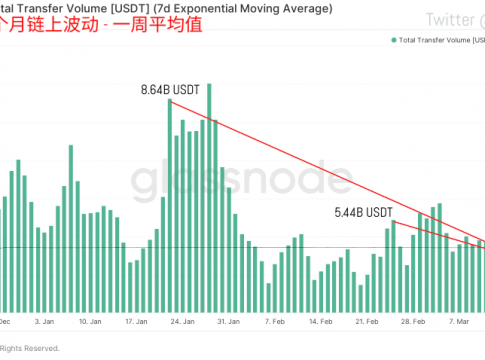 tal Transfer Volume [USDT] (7d Exponential Moving Average)
个月链上波动 - 一周平均值
Twitter @
Total Transfer Volume [US
8.64B USDT
glassnode
5.44B USDT
Dec 3. Jan 10. Jan 17. Jan 24. Jan 31. Jan 7. Feb 14. Feb 21. Feb 28. Feb 7. Mar
Rights Reserved.